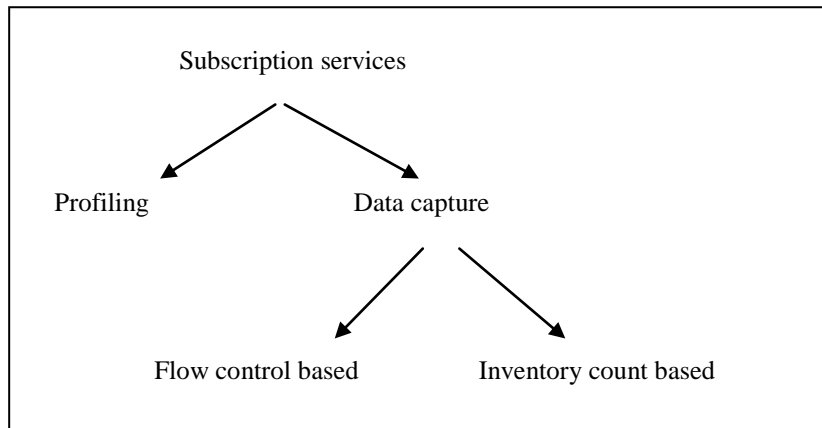 Subscription services
Profiling
Data capture
Flow control based
Inventory count based